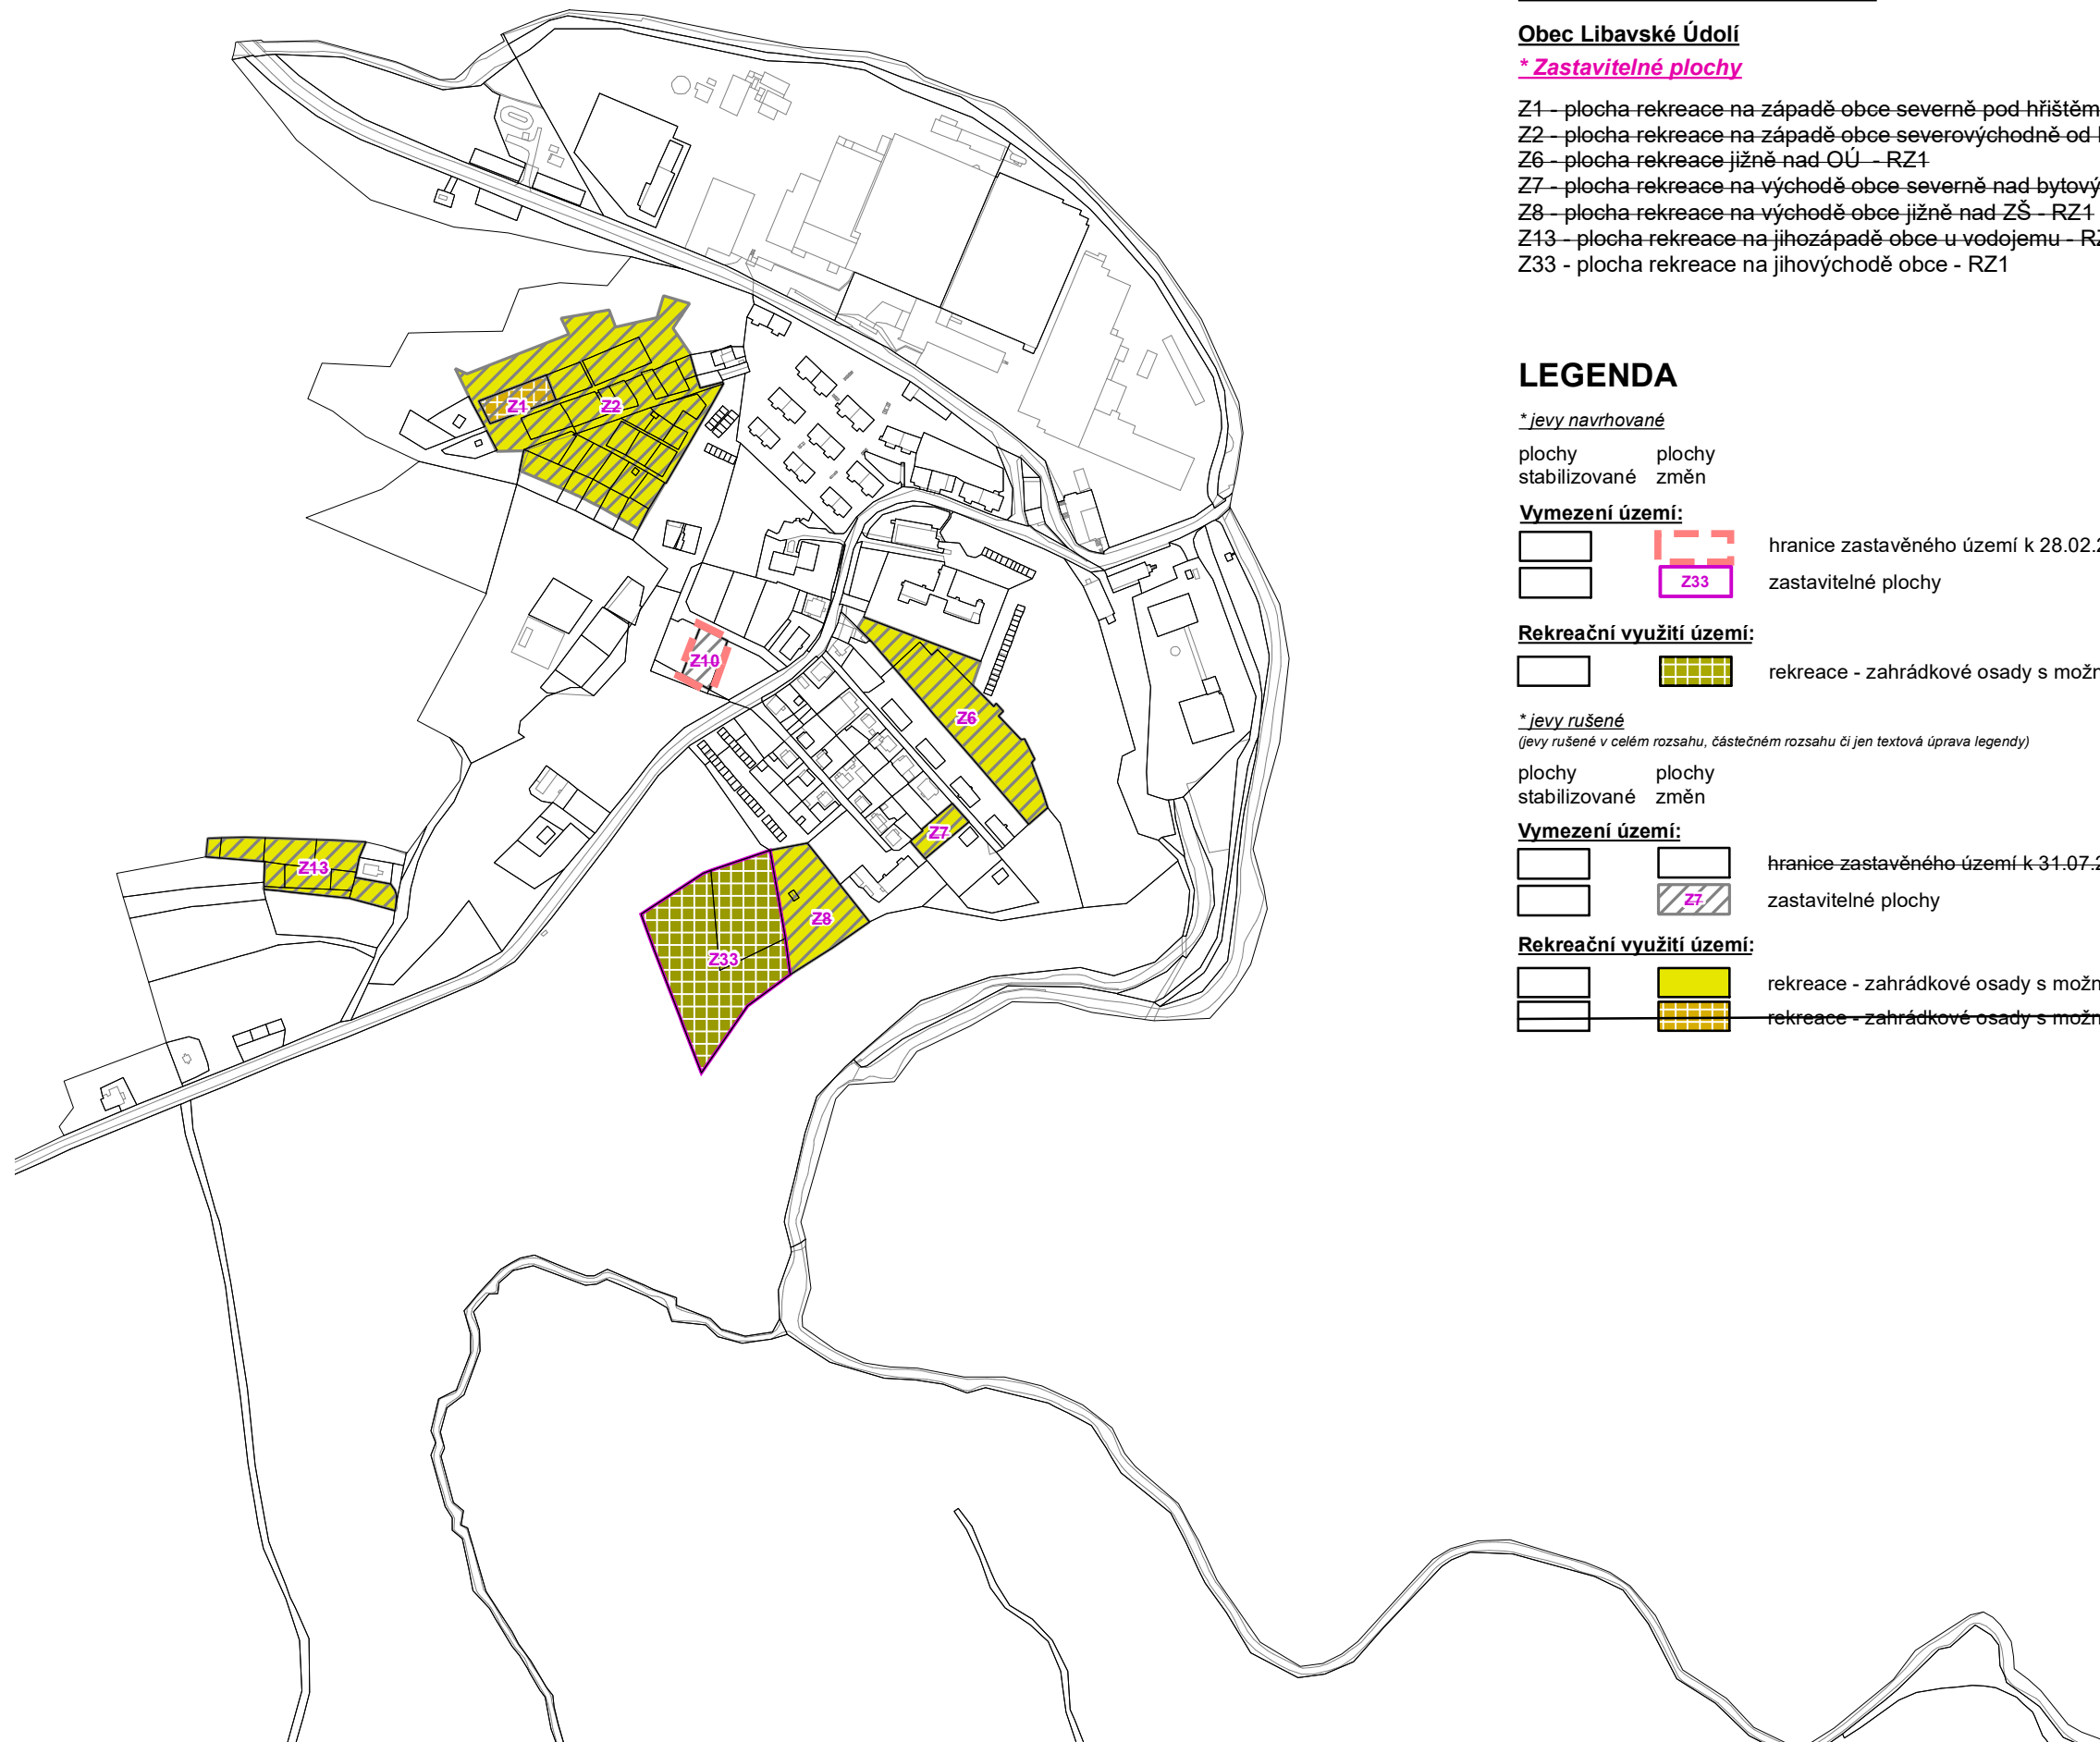 Obec Libavské Údolí
* Zastavitelné plochy
Z1 - plocha rekreace na západě obce severně pod hřištěm
Z2 - plocha rekreace na západě obce severovýchodně od
Z6 - plocha rekreace jižně nad OÚ - RZ1
Z7 - plocha rekreace na východě obce severně nad bytový
Z8 - plocha rekreace na východě obce jižně nad ZŠ - RZ1
Z13 - plocha rekreace na jihozápadě obce u vodojemu - RZ
Z33 - plocha rekreace na jihovýchodě obce - RZ1
LEGENDA
* jevy navrhované
plochy plochy
stabilizované změn
Vymezení území:
hranice zastavěného území k 28.02.2
Z33 zastavitelné plochy
Rekreační využití území:
rekreace - zahrádkové osady s možn
* jevy rušené
(jevy rušené v celém rozsahu, částečném rozsahu či jen textová úprava legendy)
plochy plochy
stabilizované změn
Vymezení území:
hranice zastavěného území k 31.07.2
Z7 zastavitelné plochy
Rekreační využití území:
rekreace - zahrádkové osady s možn
rekreace - zahrádkové osady s možn
Z1
Z2
Z10
Z6
Z7
Z13
Z8
Z33